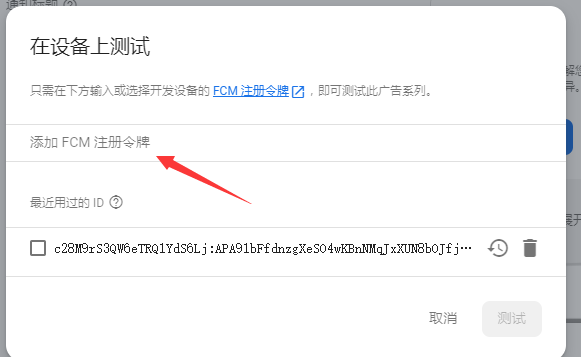 在设备上测试
只需在下方输入或选择开发设备的 FCM 注册令牌，即可测试此广告系列。
添加 FCM 注册令牌
最近用过的 ID
c28M9rS3QW6eTRQ1YdS6Lj:APA91bFfdnzgXeS04wKBnNMqJxXUN8b0Jfj…
取消
测试